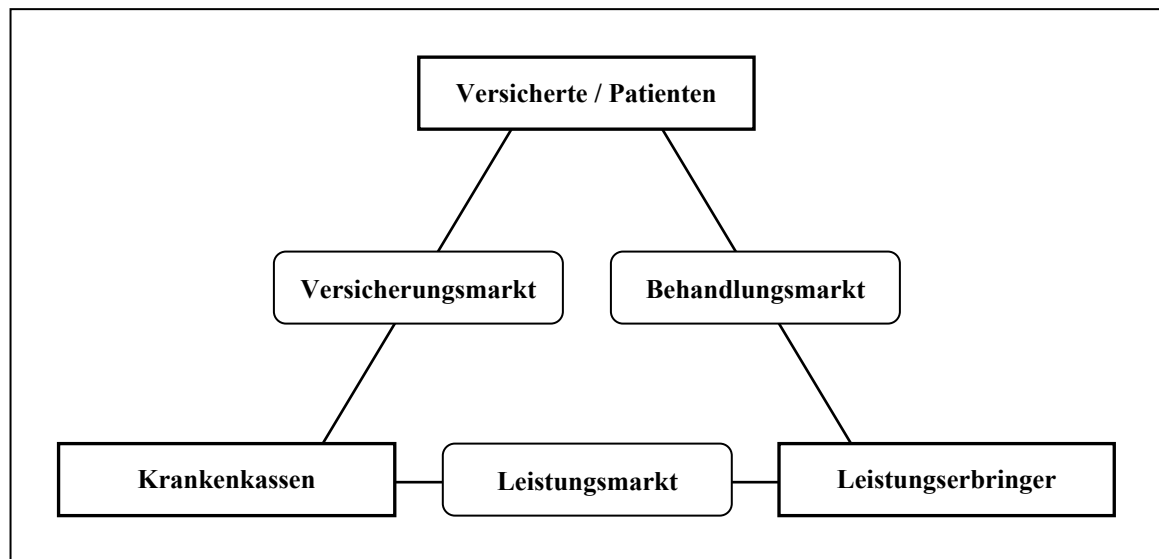 Versicherte / Patienten
Versicherungsmarkt
Behandlungsmarkt
Krankenkassen
Leistungsmarkt
Leistungserbringer